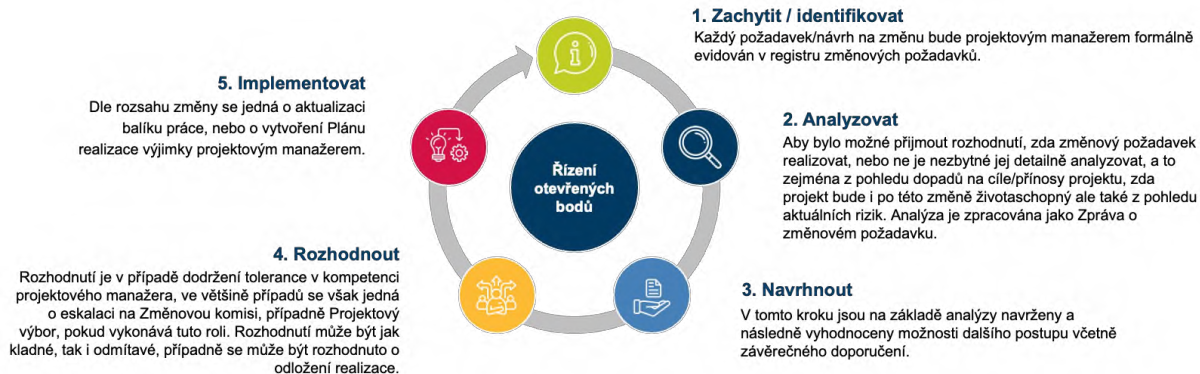 1. Zachytit / identifikovat
Každý požadavek/návrh na změnu bude projektovým manažerem formálně
evidován v registru změnových požadavků.
2. Analyzovat
Aby bylo možné přijmout rozhodnutí, zda změnový požadavek
realizovat, nebo ne je nezbytné jej detailně analyzovat, a to
zejména z pohledu dopadů na cíle/přínosy projektu, zda
projekt bude i po této změně životaschopný ale také z pohledu
aktuálních rizik. Analýza je zpracována jako Zpráva o
změnovém požadavku.
3. Navrhnout
V tomto kroku jsou na základě analýzy navrženy a
následně vyhodnoceny možnosti dalšího postupu včetně
závěrečného doporučení.
4. Rozhodnout
Rozhodnutí je v případě dodržení tolerance v kompetenci
projektového manažera, ve většině případů se však jedná
o eskalaci na Změnovou komisi, případně Projektový
výbor, pokud vykonává tuto roli. Rozhodnutí může být jak
kladné, tak i odmítavé, případně se může být rozhodnuto o
odložení realizace.
5. Implementovat
Dle rozsahu změny se jedná o aktualizaci
balíku práce, nebo o vytvoření Plánu
realizace výjimky projektovým manažerem.
Řízení
otevřených
bodů